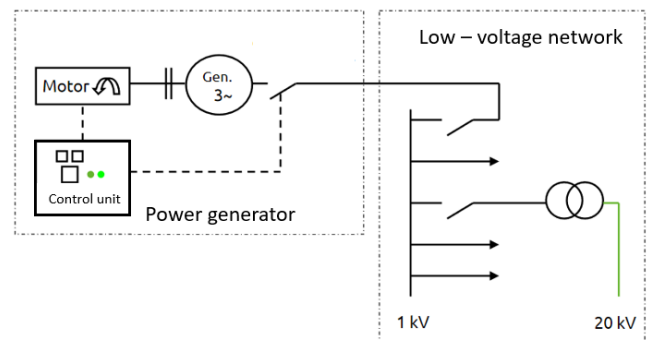 Low – voltage network
Motor
Gen.
3~
Control unit
Power generator
1 kV
20 kV